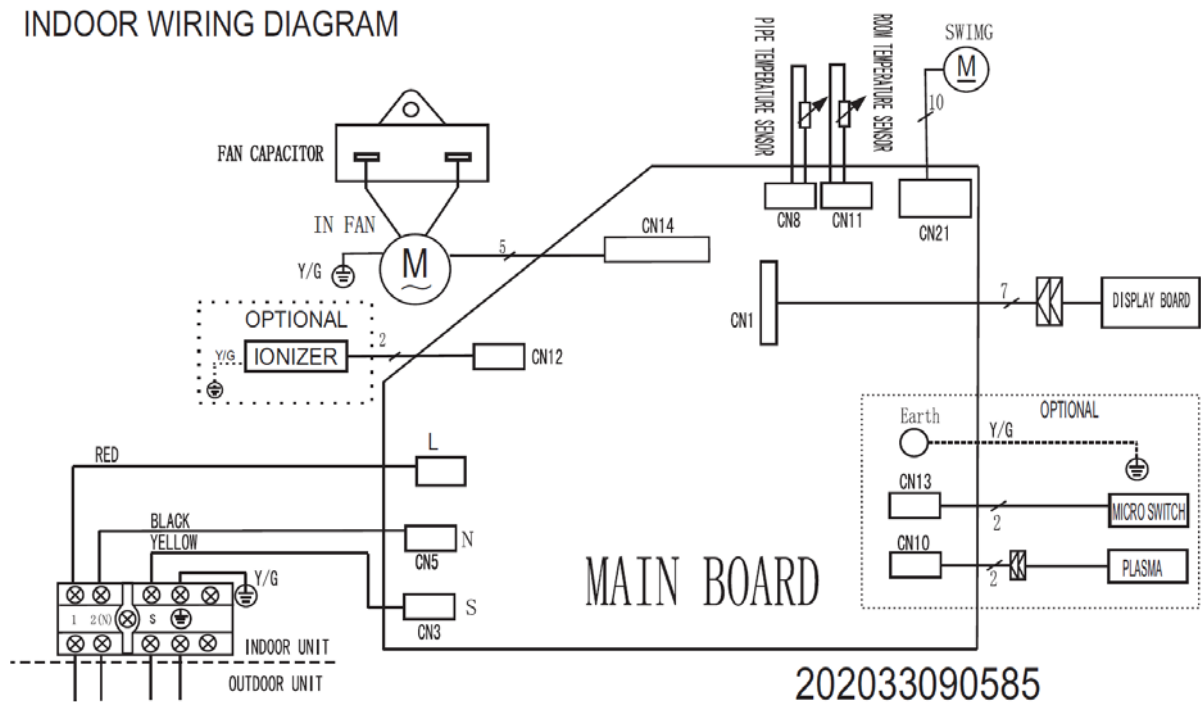 INDOOR WIRING DIAGRAM
PIPE TEMPERATURE SENSOR
ROOM TEMPERATURE SENSOR
SWIMG
M
10
FAN CAPACITOR
CN8
CN11
CN21
IN FAN
M
Y/G
5
CN14
CN1
7
DISPLAY BOARD
OPTIONAL
Y/G
IONIZER
2
CN12
OPTIONAL
Earth
Y/G
CN13
2
MICRO SWITCH
CN10
2
PLASMA
RED
L
BLACK
N
CN5
YELLOW
Y/G
S
CN3
1 2(N) S
INDOOR UNIT
OUTDOOR UNIT
MAIN BOARD
202033090585